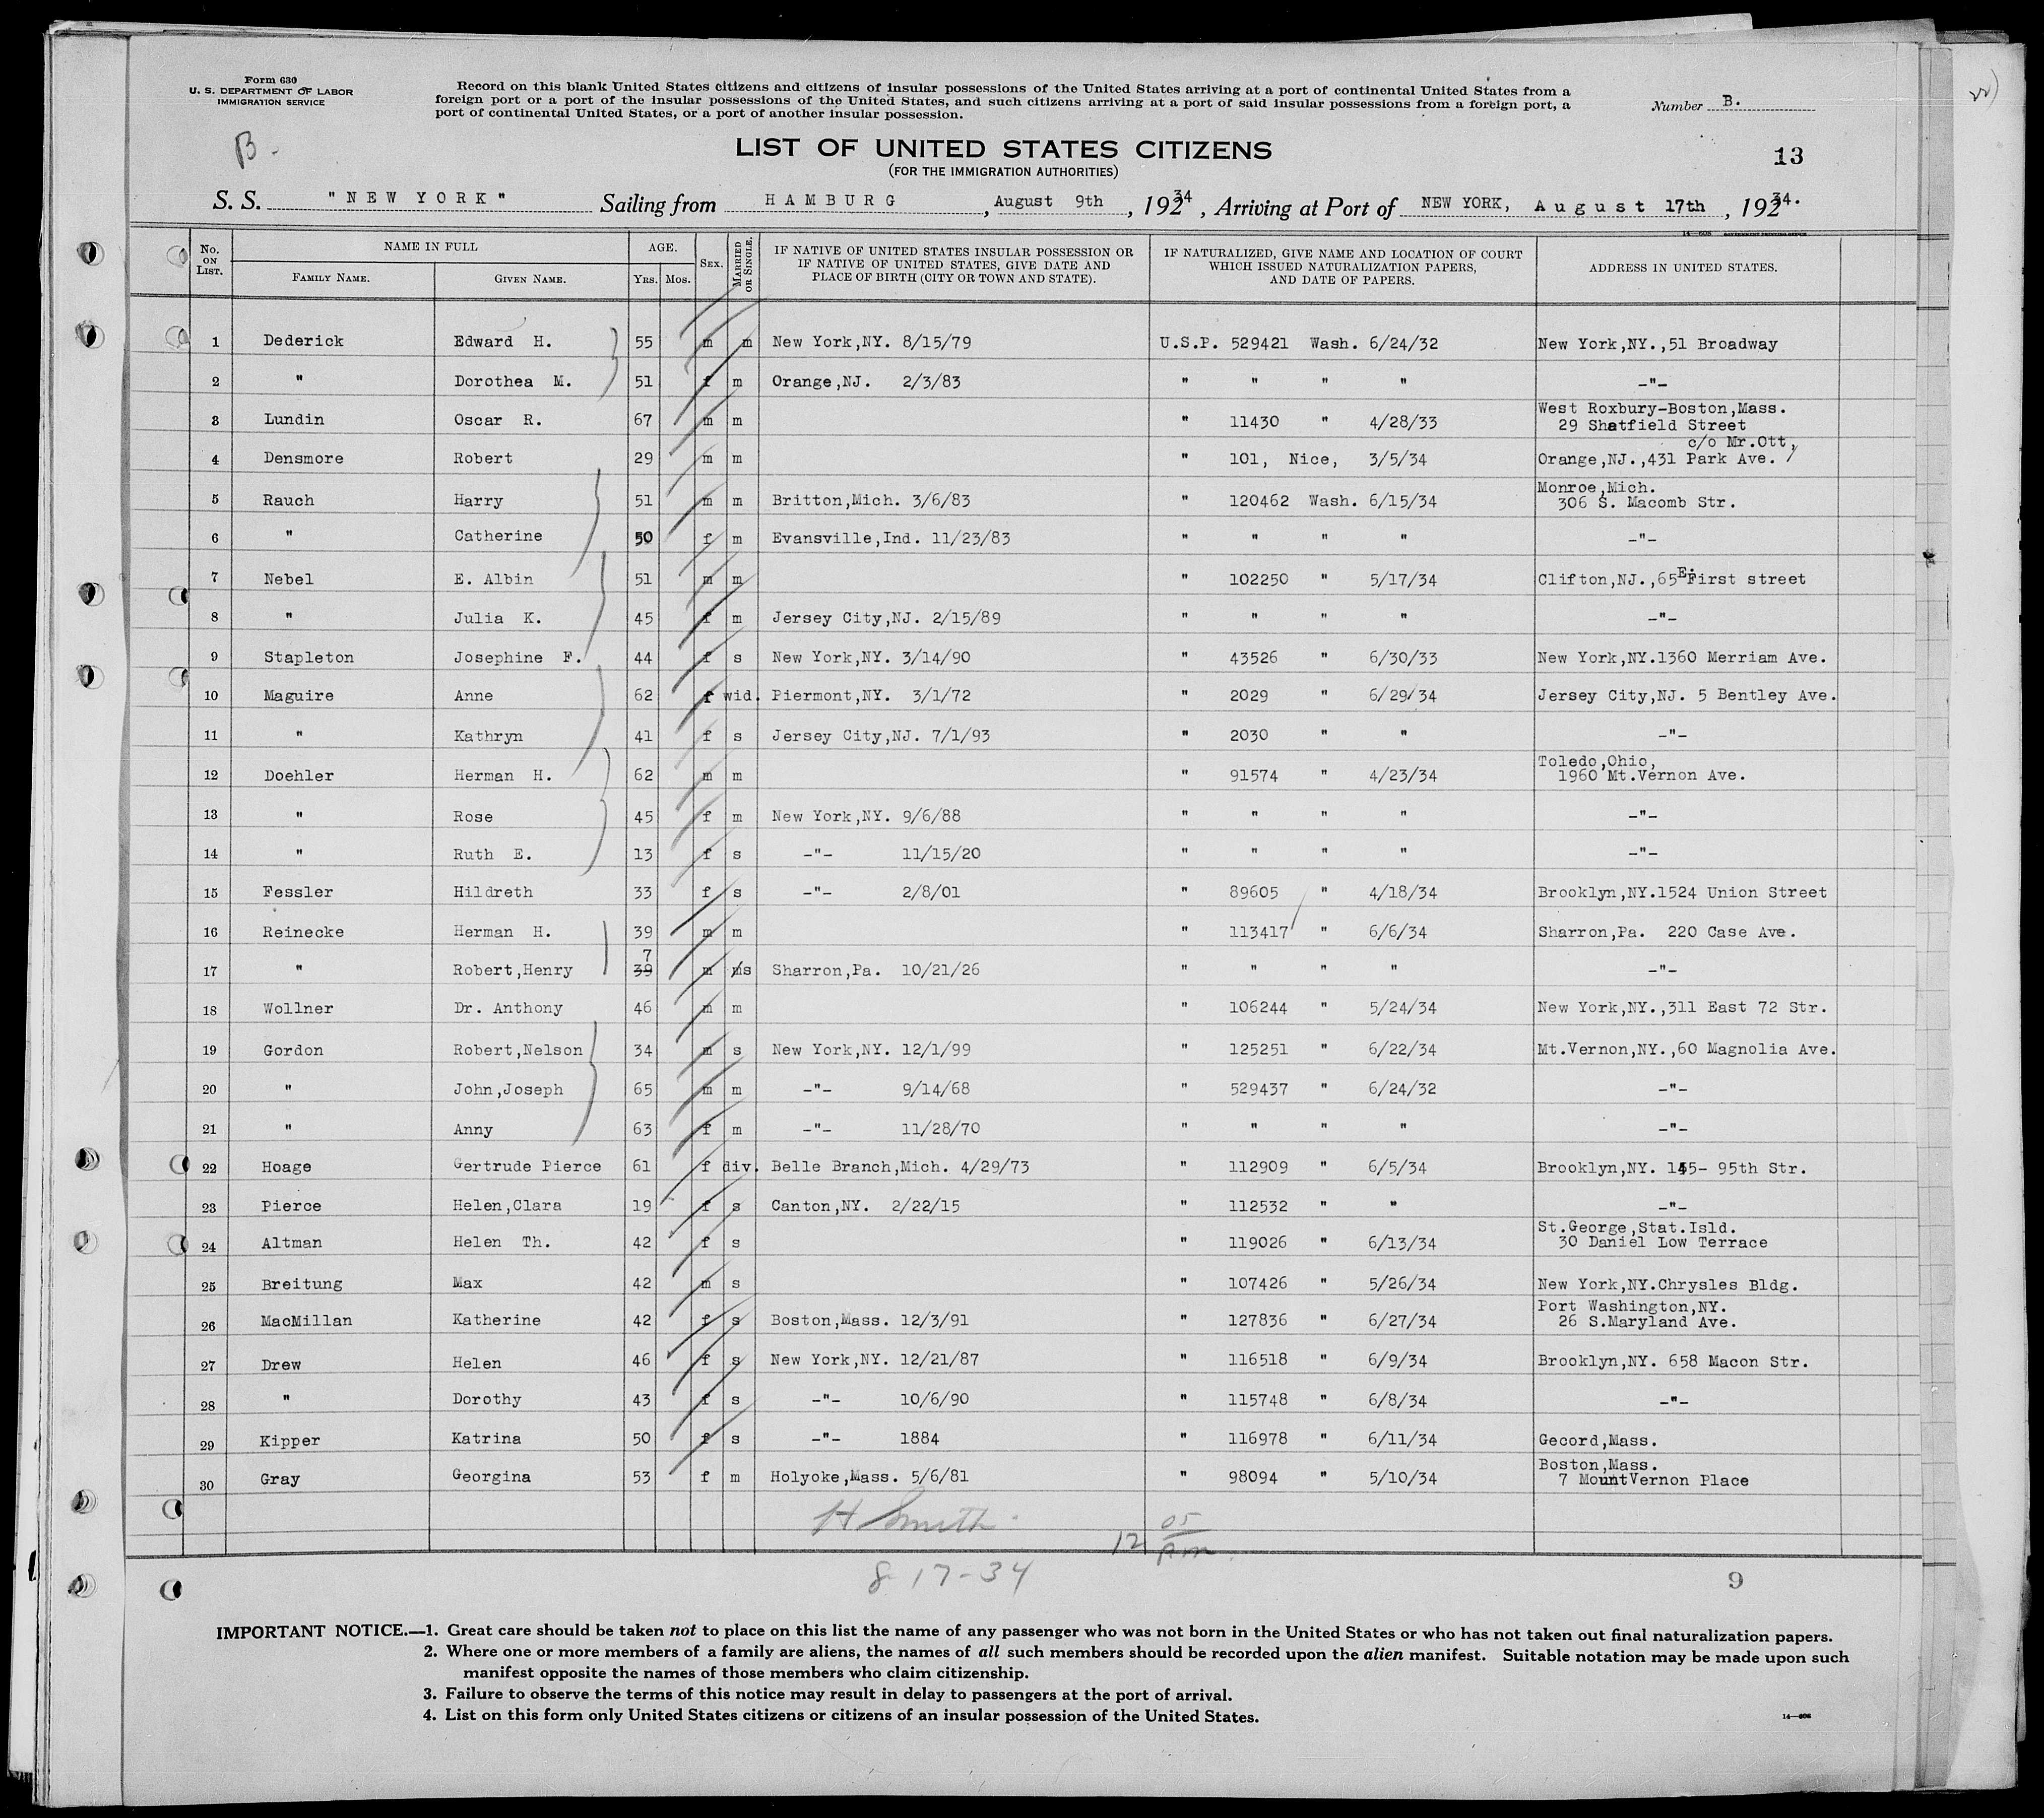 Form 630
U. S. DEPARTMENT OF LABOR
IMMIGRATION SERVICE
Record on this blank United States citizens and citizens of insular possessions of the United States arriving at a port of continental United States from a
foreign port or a port of the insular possessions of the United States, and such citizens arriving at a port of said insular possessions from a foreign port, a
port of continental United States, or a port of another insular possession.
Number B.
B -
LIST OF UNITED STATES CITIZENS
(FOR THE IMMIGRATION AUTHORITIES)
13
S. S. "NEW YORK" Sailing from HAMBURG, August 9th, 1934, Arriving at Port of NEW YORK, August 17th, 1934.
No. ON LIST. NAME IN FULL FAMILY NAME. GIVEN NAME. AGE. YRS. MOS. SEX. MARRIED OR SINGLE. IF NATIVE OF UNITED STATES INSULAR POSSESSION OR IF NATIVE OF UNITED STATES, GIVE DATE AND PLACE OF BIRTH (CITY OR TOWN AND STATE). IF NATURALIZED, GIVE NAME AND LOCATION OF COURT WHICH ISSUED NATURALIZATION PAPERS, AND DATE OF PAPERS. ADDRESS IN UNITED STATES.
1 Dederick Edward H. 55 m m New York,NY. 8/15/79 U.S.P. 529421 Wash. 6/24/32 New York,NY.,51 Broadway
2 " Dorothea M. 51 f m Orange,NJ. 2/3/83 " " " " -"-
3 Lundin Oscar R. 67 m m " 11430 " 4/28/33 West Roxbury-Boston,Mass. 29 Shatfield Street
4 Densmore Robert 29 m m " 101, Nice, 3/5/34 c/o Mr.Ott, Orange,NJ.,431 Park Ave.
5 Rauch Harry 51 m m Britton,Mich. 3/6/83 " 120462 Wash. 6/15/34 Monroe,Mich. 306 S. Macomb Str.
6 " Catherine 50 f m Evansville,Ind. 11/23/83 " " " " -"-
7 Nebel E. Albin 51 m m " 102250 " 5/17/34 Clifton,NJ.,65 E. First street
8 " Julia K. 45 f m Jersey City,NJ. 2/15/89 " " " " -"-
9 Stapleton Josephine F. 44 f s New York,NY. 3/14/90 " 43526 " 6/30/33 New York,NY.1360 Merriam Ave.
10 Maguire Anne 62 f wid. Piermont,NY. 3/1/72 " 2029 " 6/29/34 Jersey City,NJ. 5 Bentley Ave.
11 " Kathryn 41 f s Jersey City,NJ. 7/1/93 " 2030 " " -"-
12 Doehler Herman H. 62 m m " 91574 " 4/23/34 Toledo,Ohio, 1960 Mt.Vernon Ave.
13 " Rose 45 f m New York,NY. 9/6/88 " " " " -"-
14 " Ruth E. 13 f s -"- 11/15/20 " " " " -"-
15 Fessler Hildreth 33 f s -"- 2/8/01 " 89605 " 4/18/34 Brooklyn,NY.1524 Union Street
16 Reinecke Herman H. 39 m m " 113417 " 6/6/34 Sharron,Pa. 220 Case Ave.
17 " Robert,Henry 7 39 m ms Sharron,Pa. 10/21/26 " " " " -"-
18 Wollner Dr. Anthony 46 m m " 106244 " 5/24/34 New York,NY.,311 East 72 Str.
19 Gordon Robert,Nelson 34 m s New York,NY. 12/1/99 " 125251 " 6/22/34 Mt.Vernon,NY.,60 Magnolia Ave.
20 " John,Joseph 65 m m -"- 9/14/68 " 529437 " 6/24/32 -"-
21 " Anny 63 f m -"- 11/28/70 " " " " -"-
22 Hoage Gertrude Pierce 61 f div. Belle Branch,Mich. 4/29/73 " 112909 " 6/5/34 Brooklyn,NY. 145- 95th Str.
23 Pierce Helen,Clara 19 f s Canton,NY. 2/22/15 " 112532 " " -"-
24 Altman Helen Th. 42 f s " 119026 " 6/13/34 St.George,Stat.Isld. 30 Daniel Low Terrace
25 Breitung Max 42 m s " 107426 " 5/26/34 New York,NY.Chrysles Bldg.
26 MacMillan Katherine 42 f s Boston,Mass. 12/3/91 " 127836 " 6/27/34 Port Washington,NY. 26 S.Maryland Ave.
27 Drew Helen 46 f s New York,NY. 12/21/87 " 116518 " 6/9/34 Brooklyn,NY. 658 Macon Str.
28 " Dorothy 43 f s -"- 10/6/90 " 115748 " 6/8/34 -"-
29 Kipper Katrina 50 f s -"- 1884 " 116978 " 6/11/34 Gecord,Mass.
30 Gray Georgina 53 f m Holyoke,Mass. 5/6/81 " 98094 " 5/10/34 Boston,Mass. 7 Mount Vernon Place
H Smith
12 05 Am
8-17-34
9
IMPORTANT NOTICE.—1. Great care should be taken not to place on this list the name of any passenger who was not born in the United States or who has not taken out final naturalization papers.
2. Where one or more members of a family are aliens, the names of all such members should be recorded upon the alien manifest. Suitable notation may be made upon such
manifest opposite the names of those members who claim citizenship.
3. Failure to observe the terms of this notice may result in delay to passengers at the port of arrival.
4. List on this form only United States citizens or citizens of an insular possession of the United States.
14—608